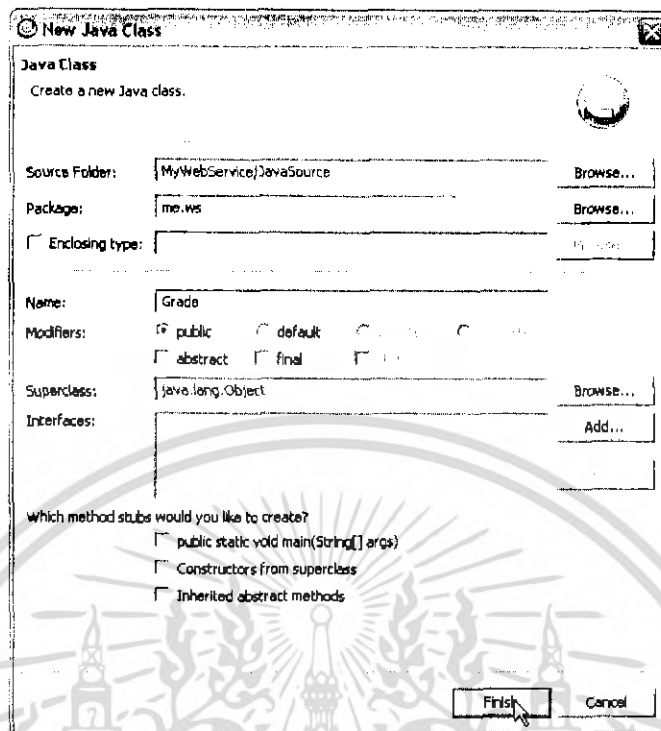 New Java Class
Java Class
Create a new Java class.
Source Folder: MyWebService/JavaSource Browse...
Package: me.ws Browse...
Enclosing type:
Name: Grade
Modifiers: public default
abstract final
Superclass: java.lang.Object Browse...
Interfaces: Add...
Which method stubs would you like to create?
public static void main(String[] args)
Constructors from superclass
Inherited abstract methods
Finish Cancel